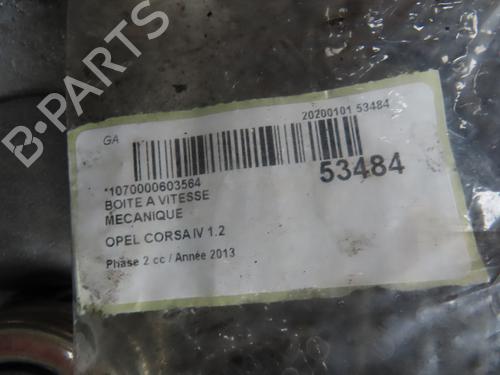 B-PARTS
GA
20200101 53484
53484
*1070000603564
BOITE A VITESSE
MECANIQUE
OPEL CORSA IV 1.2
Phase 2 cc / Année 2013